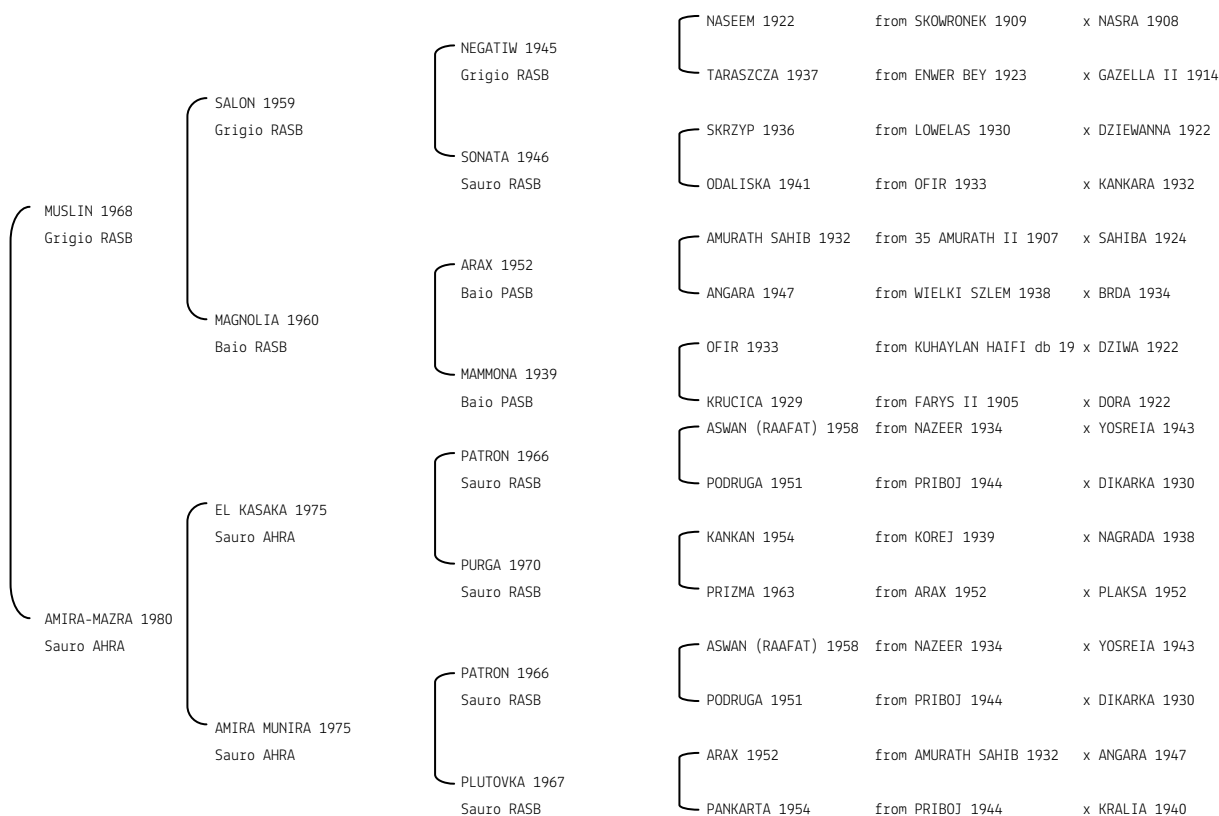 NASEEM 1922 from SKOWRONEK 1909 x NASRA 1908
NEGATIW 1945
Grigio RASB TARASZCZA 1937 from ENWER BEY 1923 x GAZELLA II 1914
SALON 1959
Grigio RASB SKRZYP 1936 from LOWELAS 1930 x DZIEWANNA 1922
SONATA 1946
Sauro RASB ODALISKA 1941 from OFIR 1933 x KANKARA 1932
MUSLIN 1968
Grigio RASB AMURATH SAHIB 1932 from 35 AMURATH II 1907 x SAHIBA 1924
ARAX 1952
Baio PASB ANGARA 1947 from WIELKI SZLEM 1938 x BRDA 1934
MAGNOLIA 1960
Baio RASB OFIR 1933 from KUHAYLAN HAIFI db 19 x DZIWA 1922
MAMMONA 1939
Baio PASB KRUCICA 1929 from FARYS II 1905 x DORA 1922
ASWAN (RAAFAT) 1958 from NAZEER 1934 x YOSREIA 1943
PATRON 1966
Sauro RASB PODRUGA 1951 from PRIBOJ 1944 x DIKARKA 1930
EL KASAKA 1975
Sauro AHRA KANKAN 1954 from KOREJ 1939 x NAGRADA 1938
PURGA 1970
Sauro RASB PRIZMA 1963 from ARAX 1952 x PLAKSA 1952
AMIRA-MAZRA 1980
Sauro AHRA ASWAN (RAAFAT) 1958 from NAZEER 1934 x YOSREIA 1943
PATRON 1966
Sauro RASB PODRUGA 1951 from PRIBOJ 1944 x DIKARKA 1930
AMIRA MUNIRA 1975
Sauro AHRA ARAX 1952 from AMURATH SAHIB 1932 x ANGARA 1947
PLUTOVKA 1967
Sauro RASB PANKARTA 1954 from PRIBOJ 1944 x KRALIA 1940